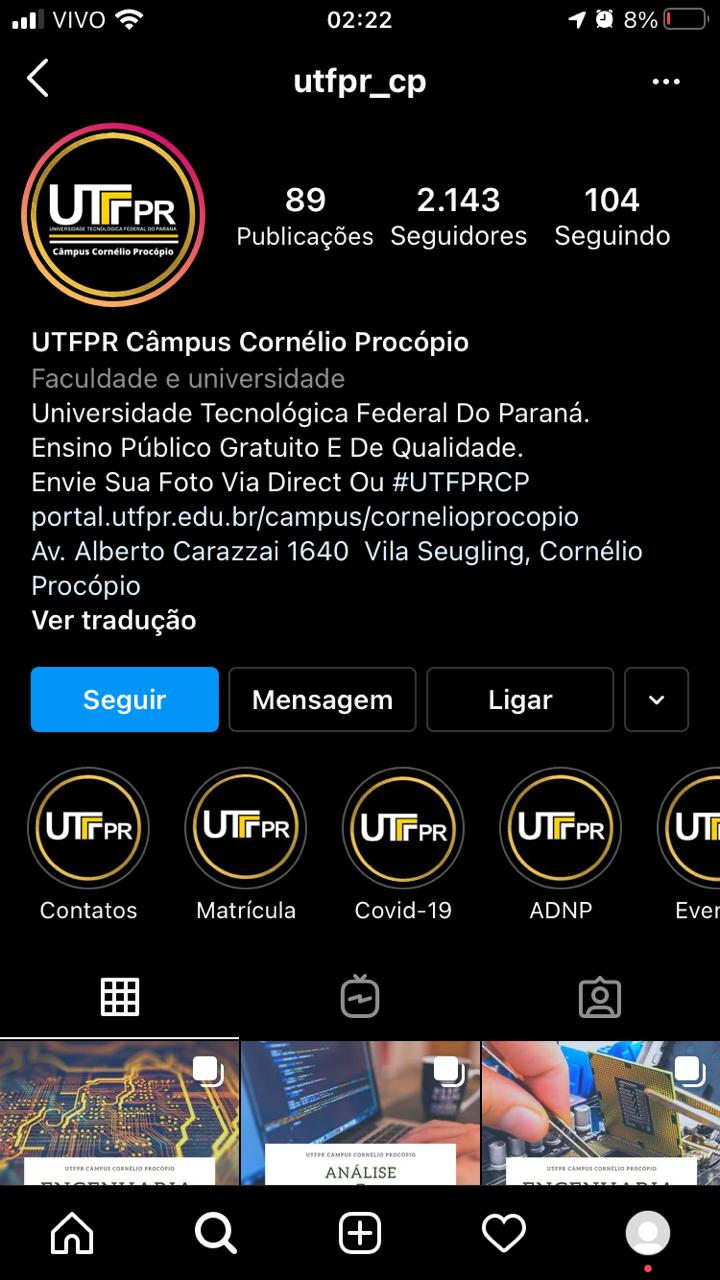 VIVO 02:22 8%
utfpr_cp
UTFPR
UNIVERSIDADE TECNOLÓGICA FEDERAL DO PARANÁ
Câmpus Cornélio Procópio
89 2.143 104
Publicações Seguidores Seguindo
UTFPR Câmpus Cornélio Procópio
Faculdade e universidade
Universidade Tecnológica Federal Do Paraná.
Ensino Público Gratuito E De Qualidade.
Envie Sua Foto Via Direct Ou #UTFPRCP
portal.utfpr.edu.br/campus/cornelioprocopio
Av. Alberto Carazzai 1640  Vila Seugling, Cornélio
Procópio
Ver tradução
Seguir Mensagem Ligar
UTFPR UTFPR UTFPR UTFPR UT
Contatos Matrícula Covid-19 ADNP Ever
UTFPR CÂMPUS CORNÉLIO PROCÓPIO UTFPR CÂMPUS CORNÉLIO PROCÓPIO UTFPR CÂMPUS CORNÉLIO PROCÓPIO
ENGENHARIA ANÁLISE ENGENHARIA